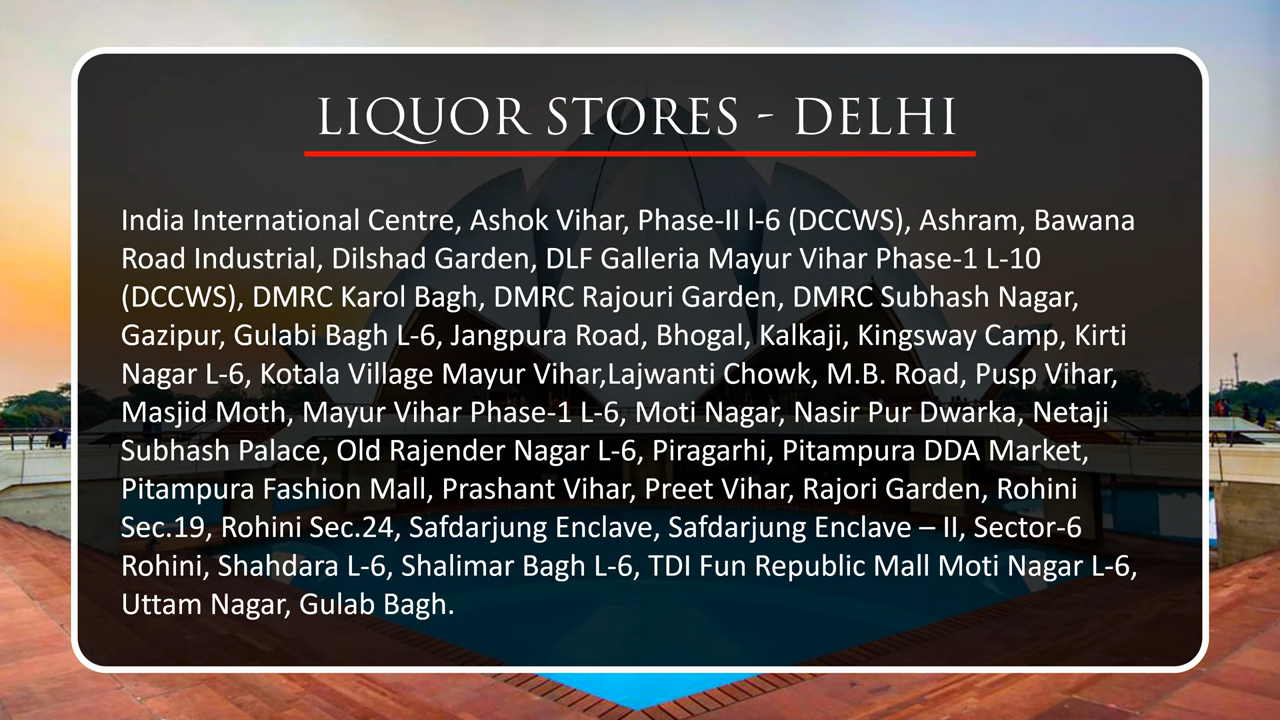 LIQUOR STORES - DELHI
India International Centre, Ashok Vihar, Phase-II l-6 (DCCWS), Ashram, Bawana
Road Industrial, Dilshad Garden, DLF Galleria Mayur Vihar Phase-1 L-10
(DCCWS), DMRC Karol Bagh, DMRC Rajouri Garden, DMRC Subhash Nagar,
Gazipur, Gulabi Bagh L-6, Jangpura Road, Bhogal, Kalkaji, Kingsway Camp, Kirti
Nagar L-6, Kotala Village Mayur Vihar,Lajwanti Chowk, M.B. Road, Pusp Vihar,
Masjid Moth, Mayur Vihar Phase-1 L-6, Moti Nagar, Nasir Pur Dwarka, Netaji
Subhash Palace, Old Rajender Nagar L-6, Piragarhi, Pitampura DDA Market,
Pitampura Fashion Mall, Prashant Vihar, Preet Vihar, Rajori Garden, Rohini
Sec.19, Rohini Sec.24, Safdarjung Enclave, Safdarjung Enclave – II, Sector-6
Rohini, Shahdara L-6, Shalimar Bagh L-6, TDI Fun Republic Mall Moti Nagar L-6,
Uttam Nagar, Gulab Bagh.